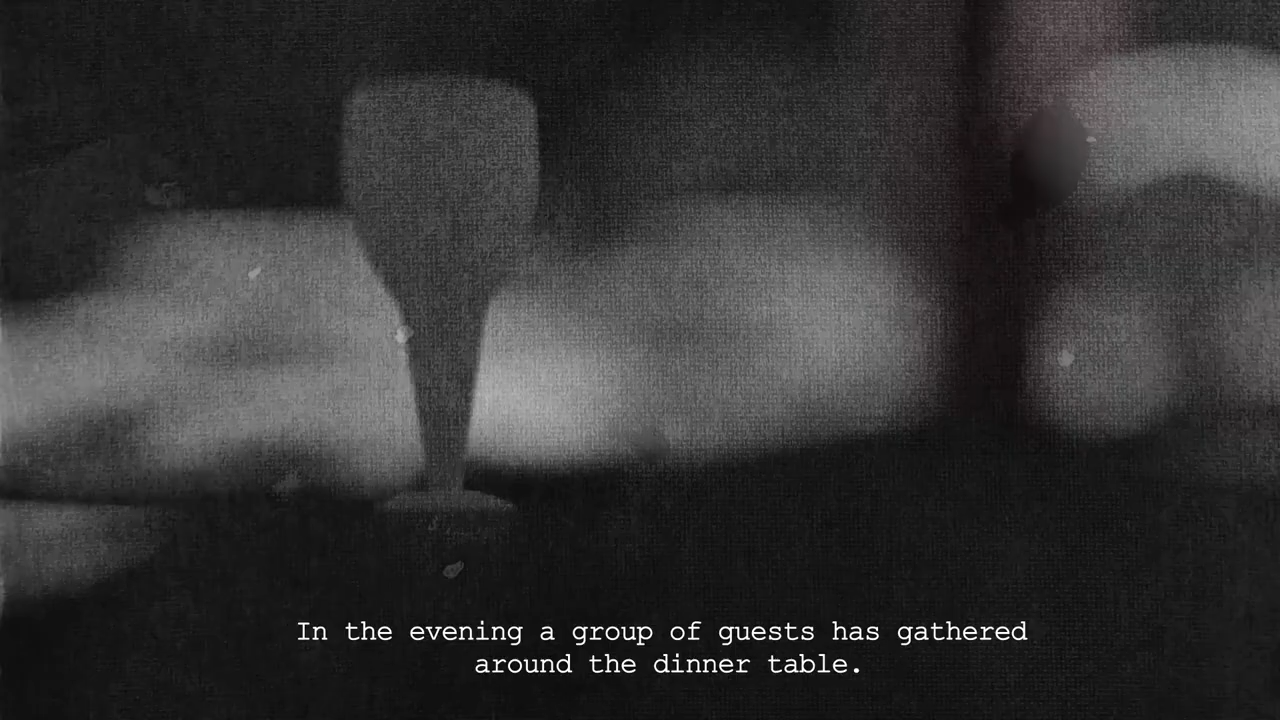 In the evening a group of guests has gathered
around the dinner table.